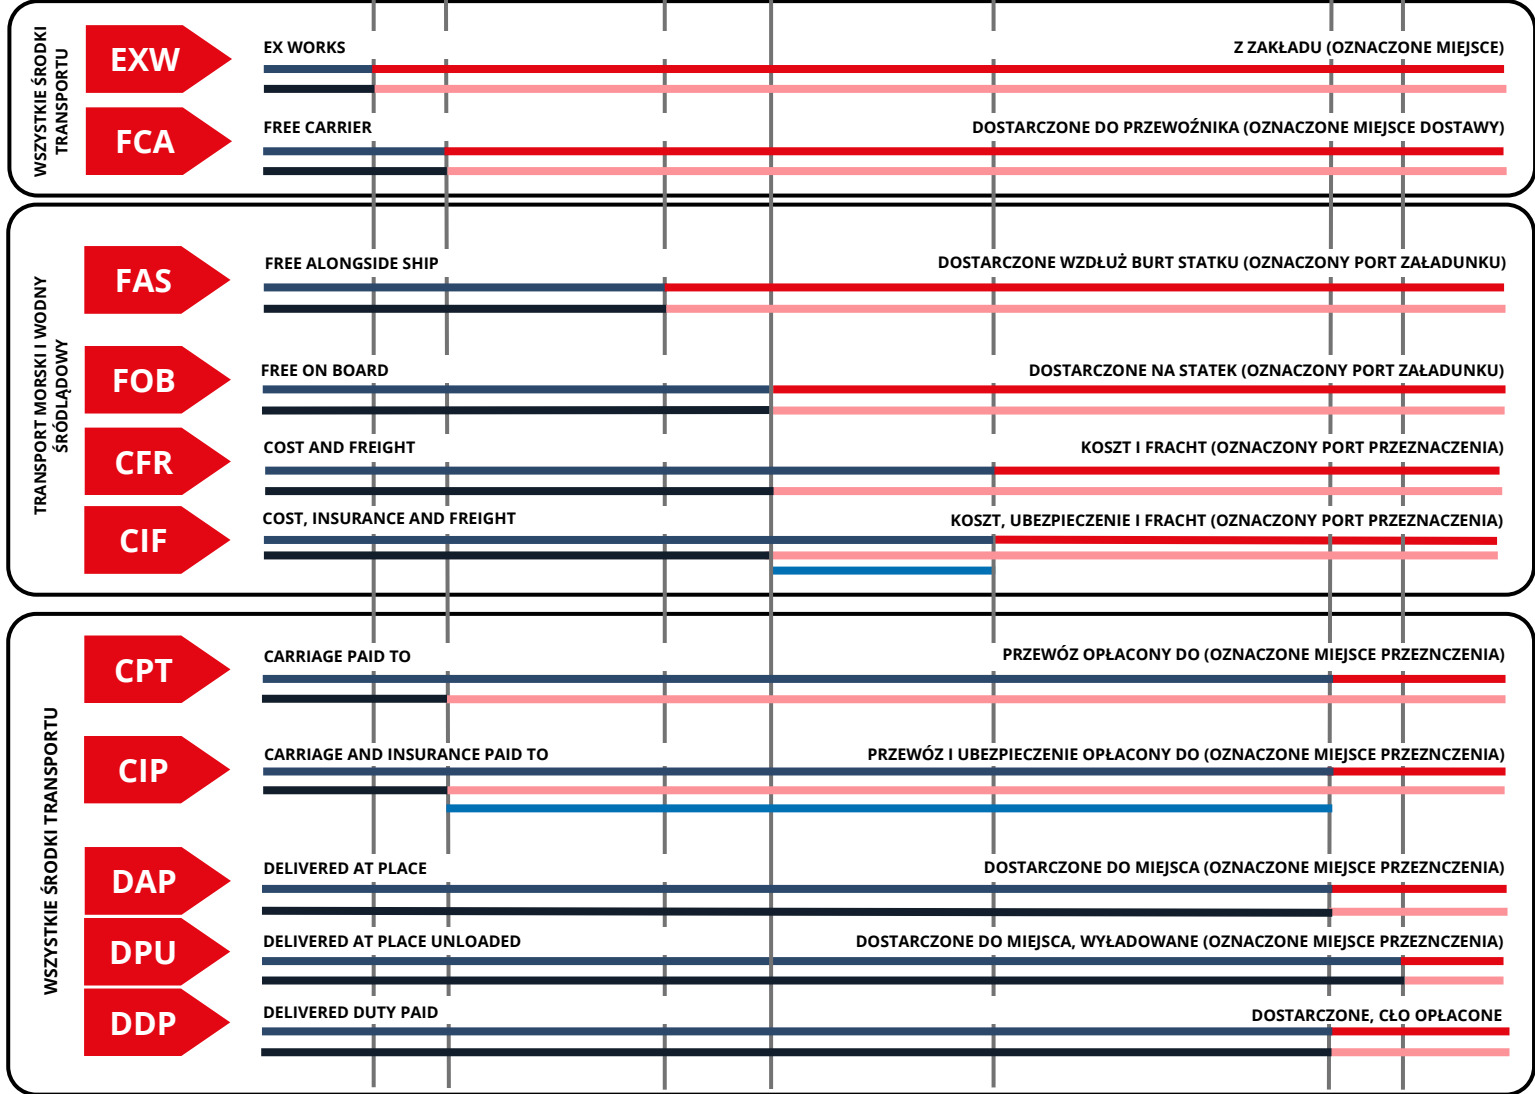 WSZYSTKIE ŚRODKI
TRANSPORTU
EXW
EX WORKS
Z ZAKŁADU (OZNACZONE MIEJSCE)
FCA
FREE CARRIER
DOSTARCZONE DO PRZEWOŹNIKA (OZNACZONE MIEJSCE DOSTAWY)
TRANSPORT MORSKI I WODNY
ŚRÓDLĄDOWY
FAS
FREE ALONGSIDE SHIP
DOSTARCZONE WZDŁUŻ BURT STATKU (OZNACZONY PORT ZAŁADUNKU)
FOB
FREE ON BOARD
DOSTARCZONE NA STATEK (OZNACZONY PORT ZAŁADUNKU)
CFR
COST AND FREIGHT
KOSZT I FRACHT (OZNACZONY PORT PRZEZNACZENIA)
CIF
COST, INSURANCE AND FREIGHT
KOSZT, UBEZPIECZENIE I FRACHT (OZNACZONY PORT PRZEZNACZENIA)
WSZYSTKIE ŚRODKI TRANSPORTU
CPT
CARRIAGE PAID TO
PRZEWÓZ OPŁACONY DO (OZNACZONE MIEJSCE PRZEZNCZENIA)
CIP
CARRIAGE AND INSURANCE PAID TO
PRZEWÓZ I UBEZPIECZENIE OPŁACONY DO (OZNACZONE MIEJSCE PRZEZNCZENIA)
DAP
DELIVERED AT PLACE
DOSTARCZONE DO MIEJSCA (OZNACZONE MIEJSCE PRZEZNCZENIA)
DPU
DELIVERED AT PLACE UNLOADED
DOSTARCZONE DO MIEJSCA, WYŁADOWANE (OZNACZONE MIEJSCE PRZEZNCZENIA)
DDP
DELIVERED DUTY PAID
DOSTARCZONE, CŁO OPŁACONE